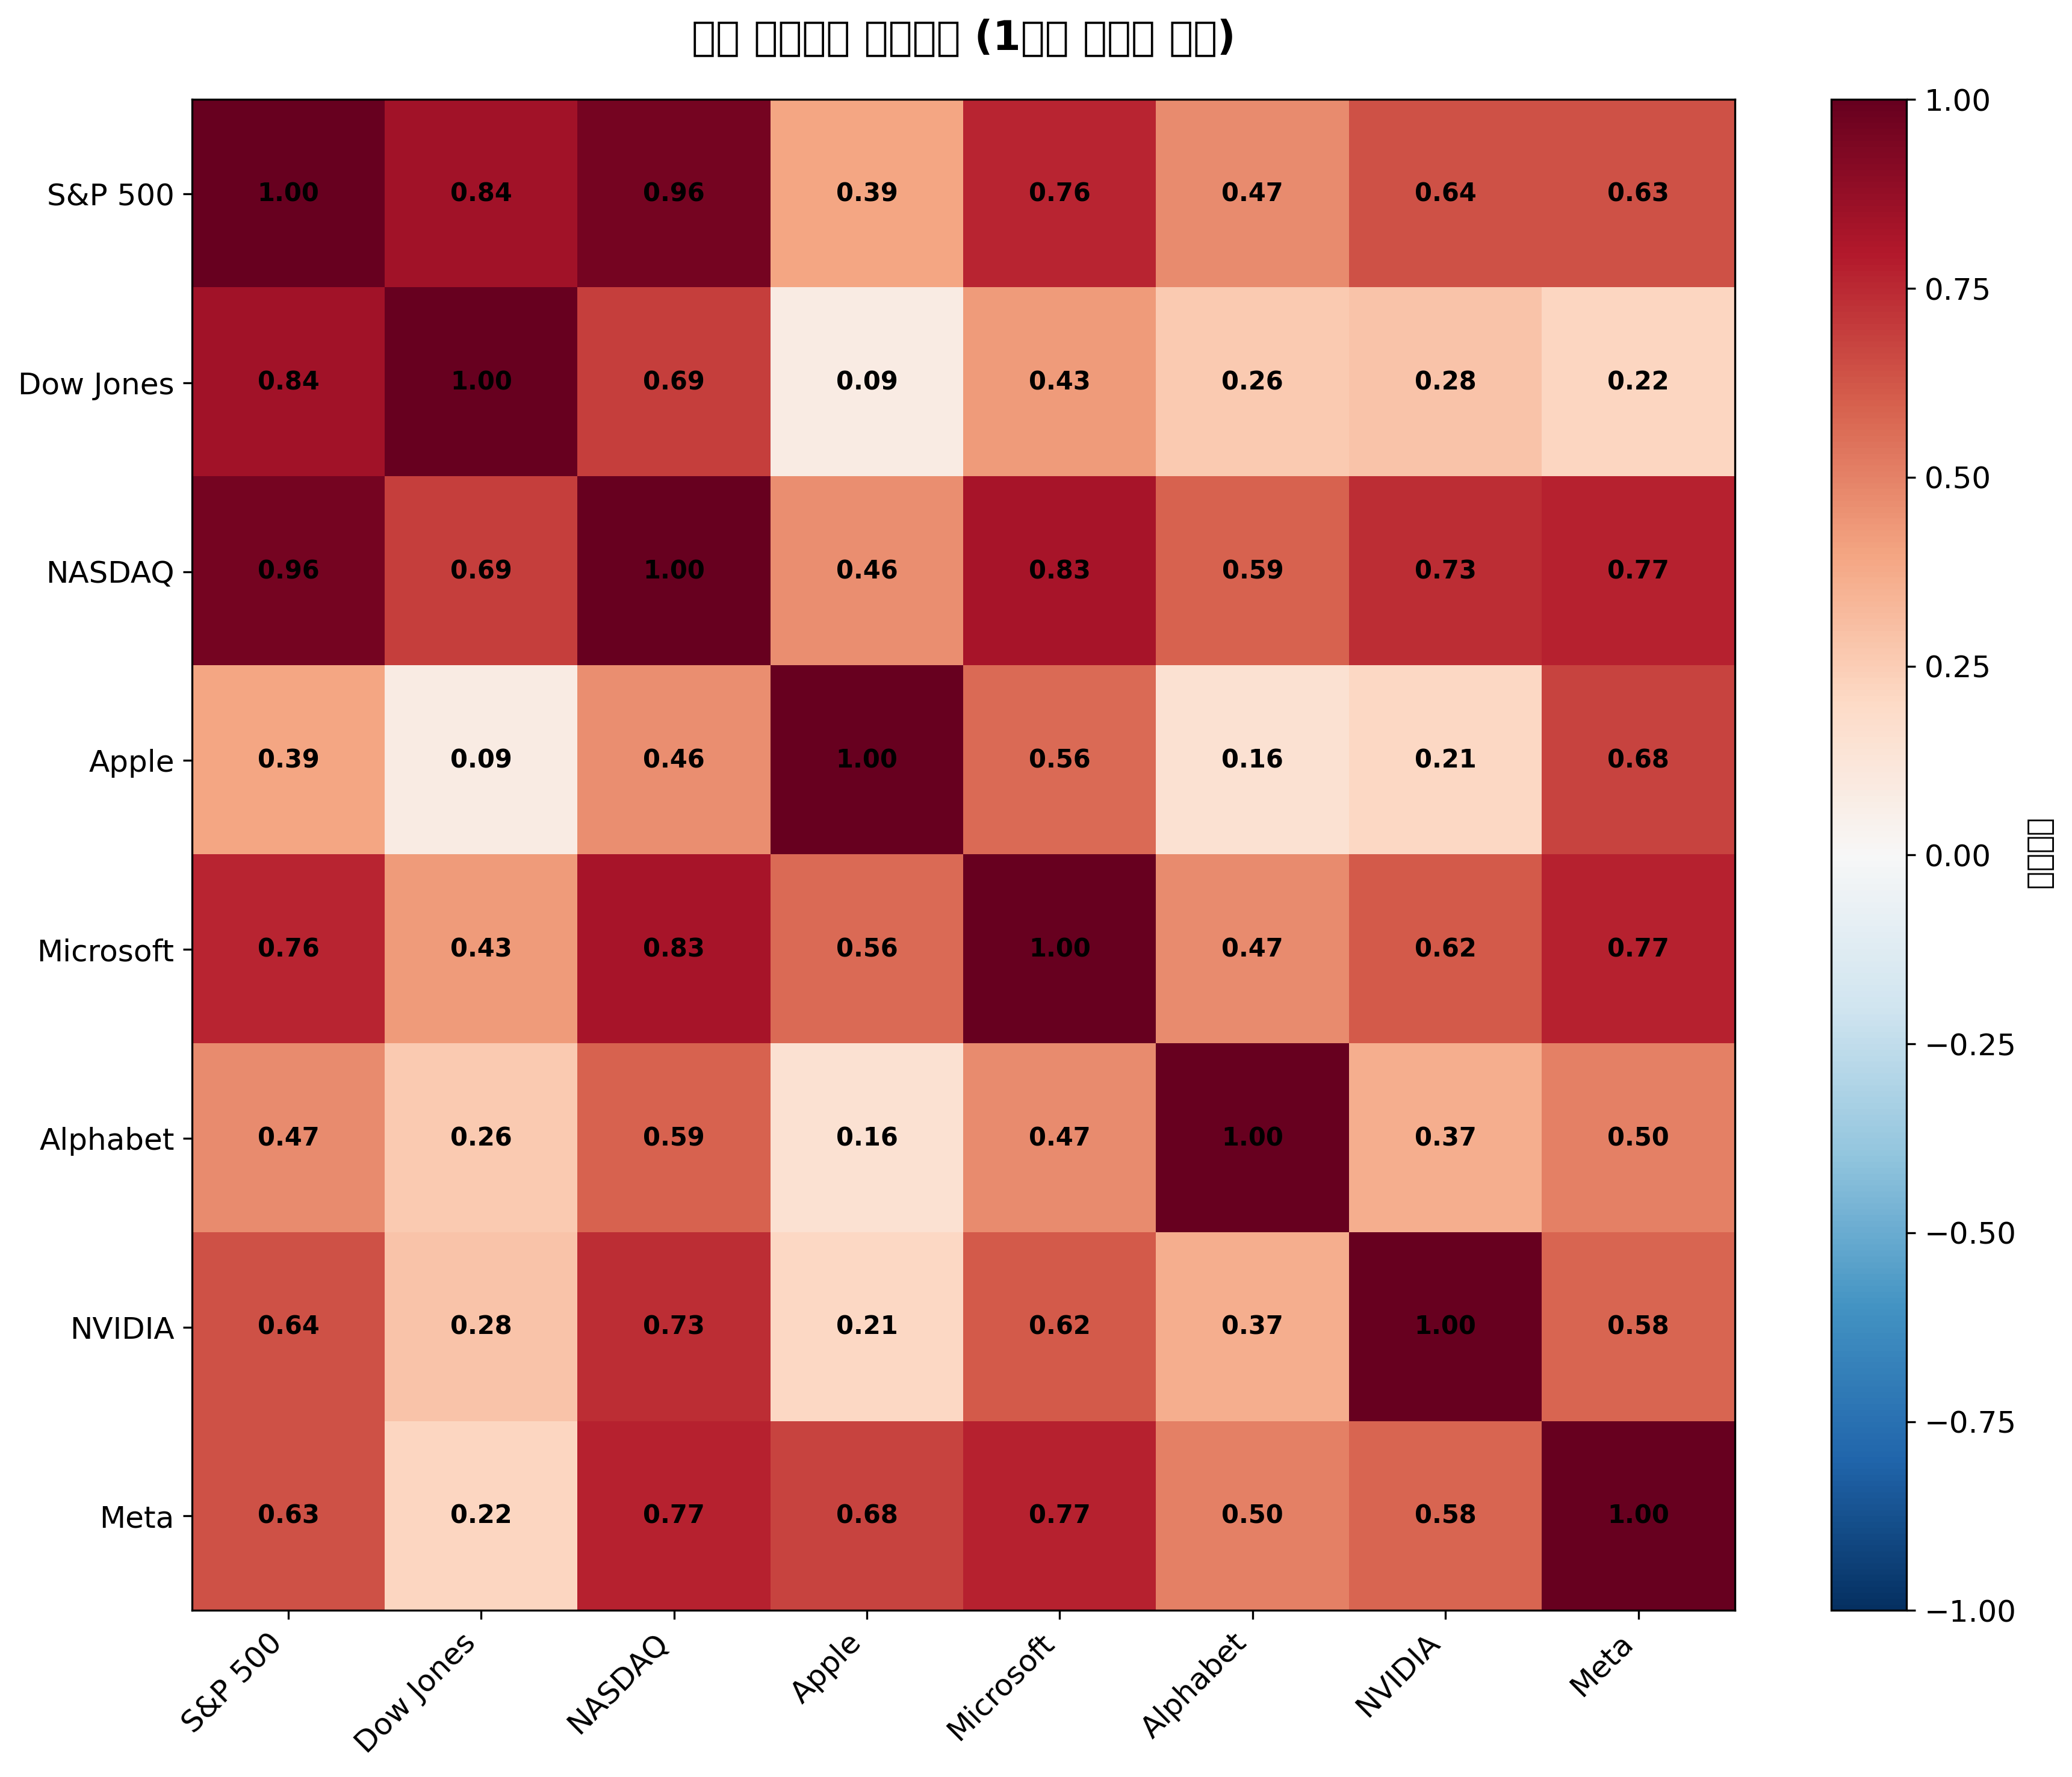 (1
)
S&P 500 1.00 0.84 0.96 0.39 0.76 0.47 0.64 0.63
Dow Jones 0.84 1.00 0.69 0.09 0.43 0.26 0.28 0.22
NASDAQ 0.96 0.69 1.00 0.46 0.83 0.59 0.73 0.77
Apple 0.39 0.09 0.46 1.00 0.56 0.16 0.21 0.68
Microsoft 0.76 0.43 0.83 0.56 1.00 0.47 0.62 0.77
Alphabet 0.47 0.26 0.59 0.16 0.47 1.00 0.37 0.50
NVIDIA 0.64 0.28 0.73 0.21 0.62 0.37 1.00 0.58
Meta 0.63 0.22 0.77 0.68 0.77 0.50 0.58 1.00
S&P 500 Dow Jones NASDAQ Apple Microsoft Alphabet NVIDIA Meta
1.00
0.75
0.50
0.25
0.00
−0.25
−0.50
−0.75
−1.00